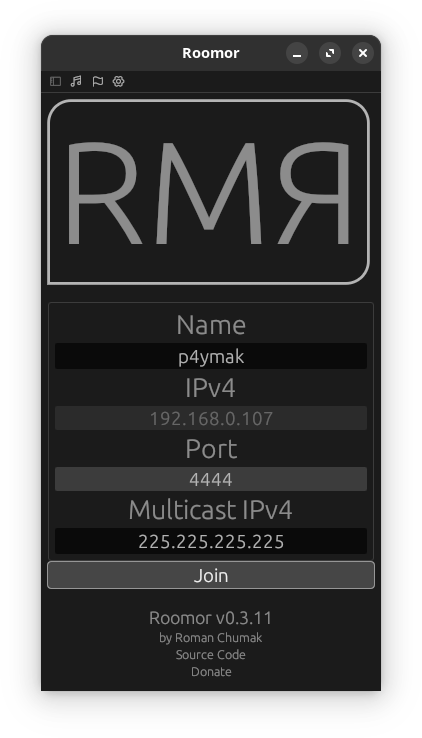 Roomor
RMЯ
Name
p4ymak
IPv4
192.168.0.107
Port
4444
Multicast IPv4
225.225.225.225
Join
Roomor v0.3.11
by Roman Chumak
Source Code
Donate